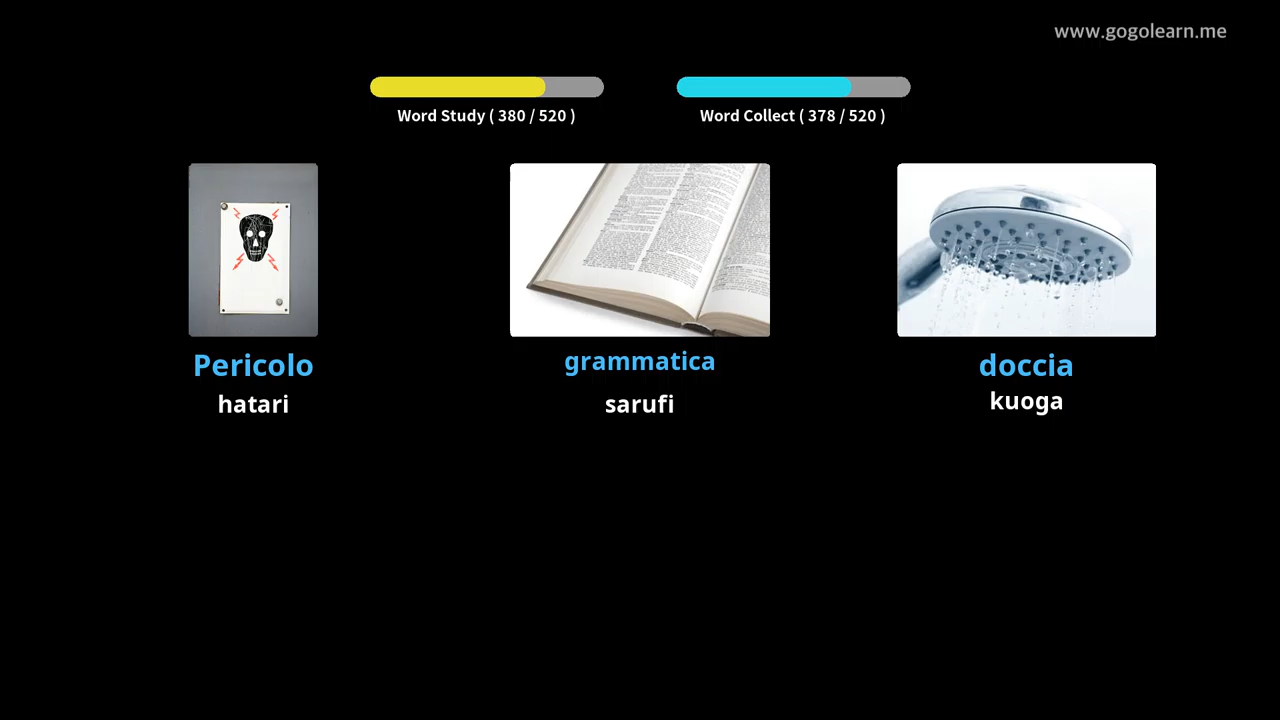 www.gogolearn.me
Word Study ( 380 / 520 )
Word Collect ( 378 / 520 )
Pericolo
hatari
grammatica
sarufi
doccia
kuoga